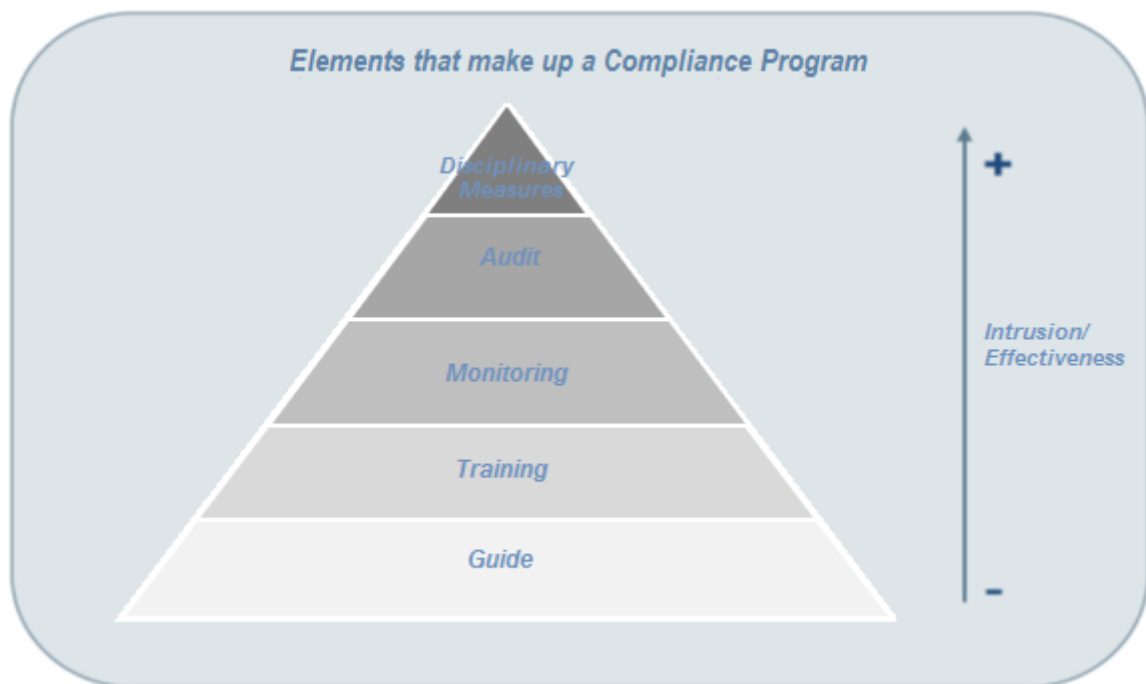 Elements that make up a Compliance Program
Disciplinary
Measures
Audit
Monitoring
Training
Guide
+
Intrusion/
Effectiveness
-